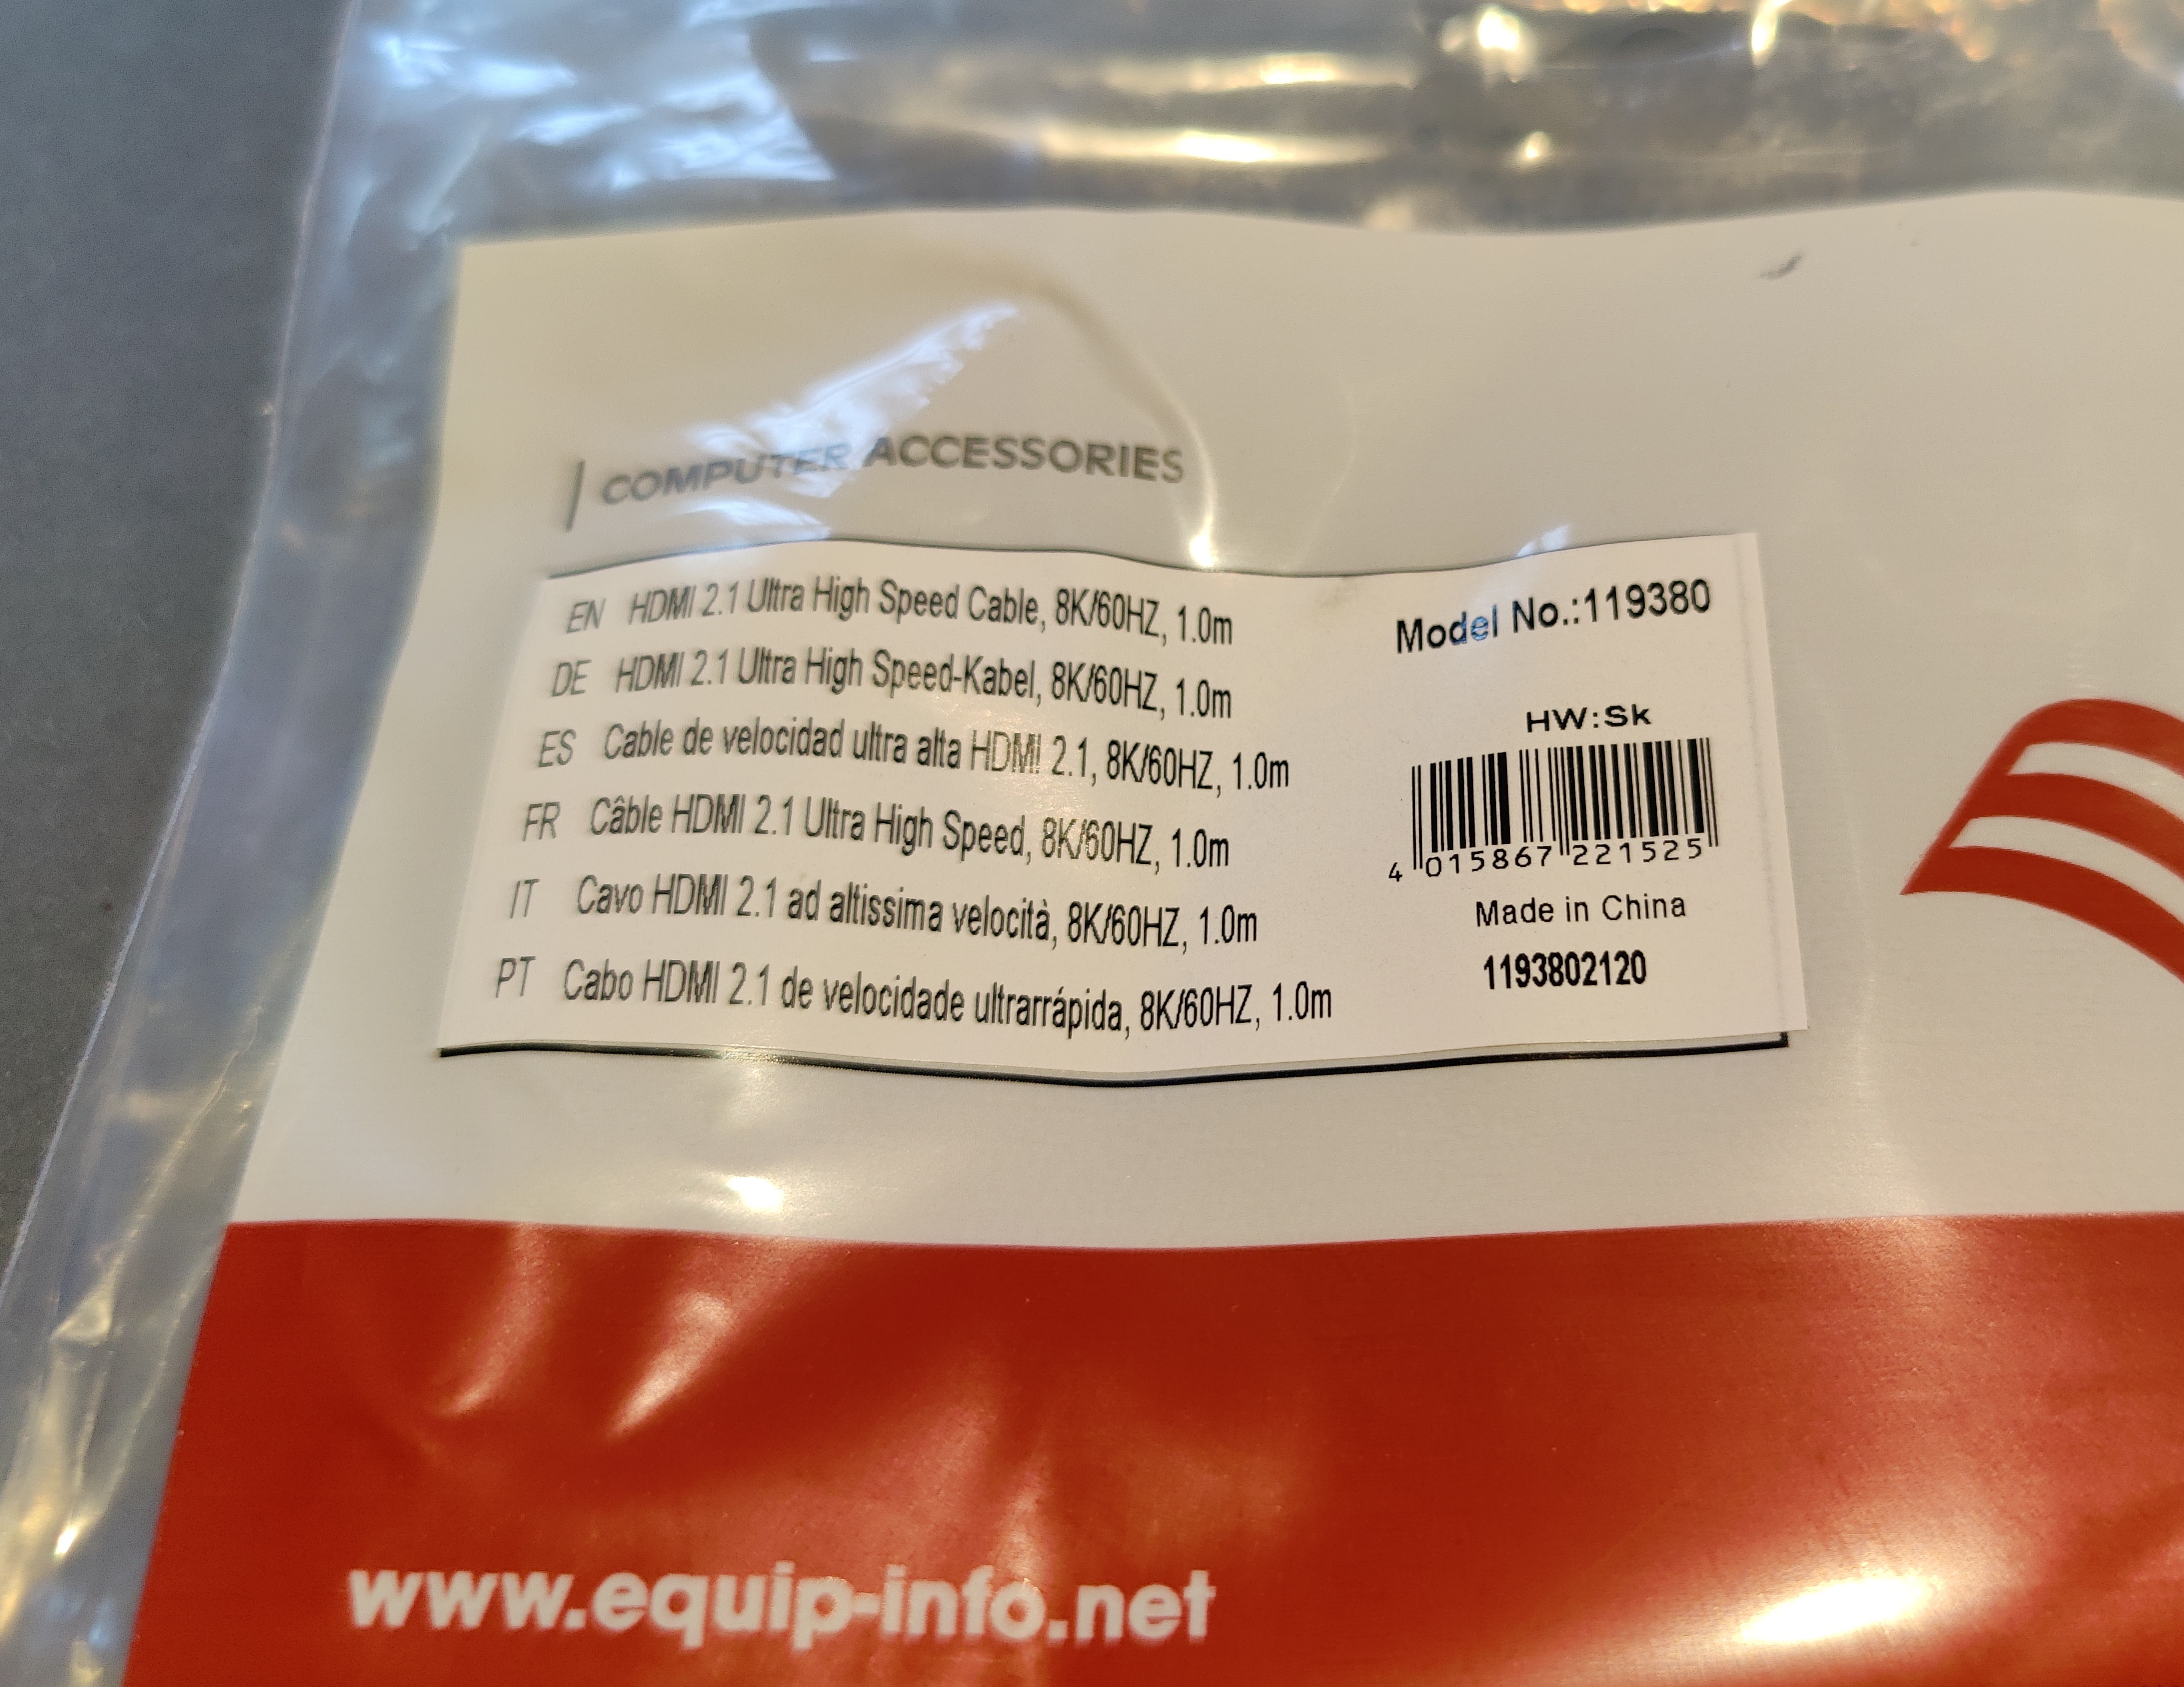 COMPUTER ACCESSORIES
EN HDMI 2.1 Ultra High Speed Cable, 8K/60HZ, 1.0m
DE HDMI 2.1 Ultra High Speed-Kabel, 8K/60HZ, 1.0m
ES Cable de velocidad ultra alta HDMI 2.1, 8K/60HZ, 1.0m
FR Câble HDMI 2.1 Ultra High Speed, 8K/60HZ, 1.0m
IT Cavo HDMI 2.1 ad altissima velocità, 8K/60HZ, 1.0m
PT Cabo HDMI 2.1 de velocidade ultrarrápida, 8K/60HZ, 1.0m
Model No.:119380
HW:Sk
4 015867 221525
Made in China
1193802120
www.equip-info.net